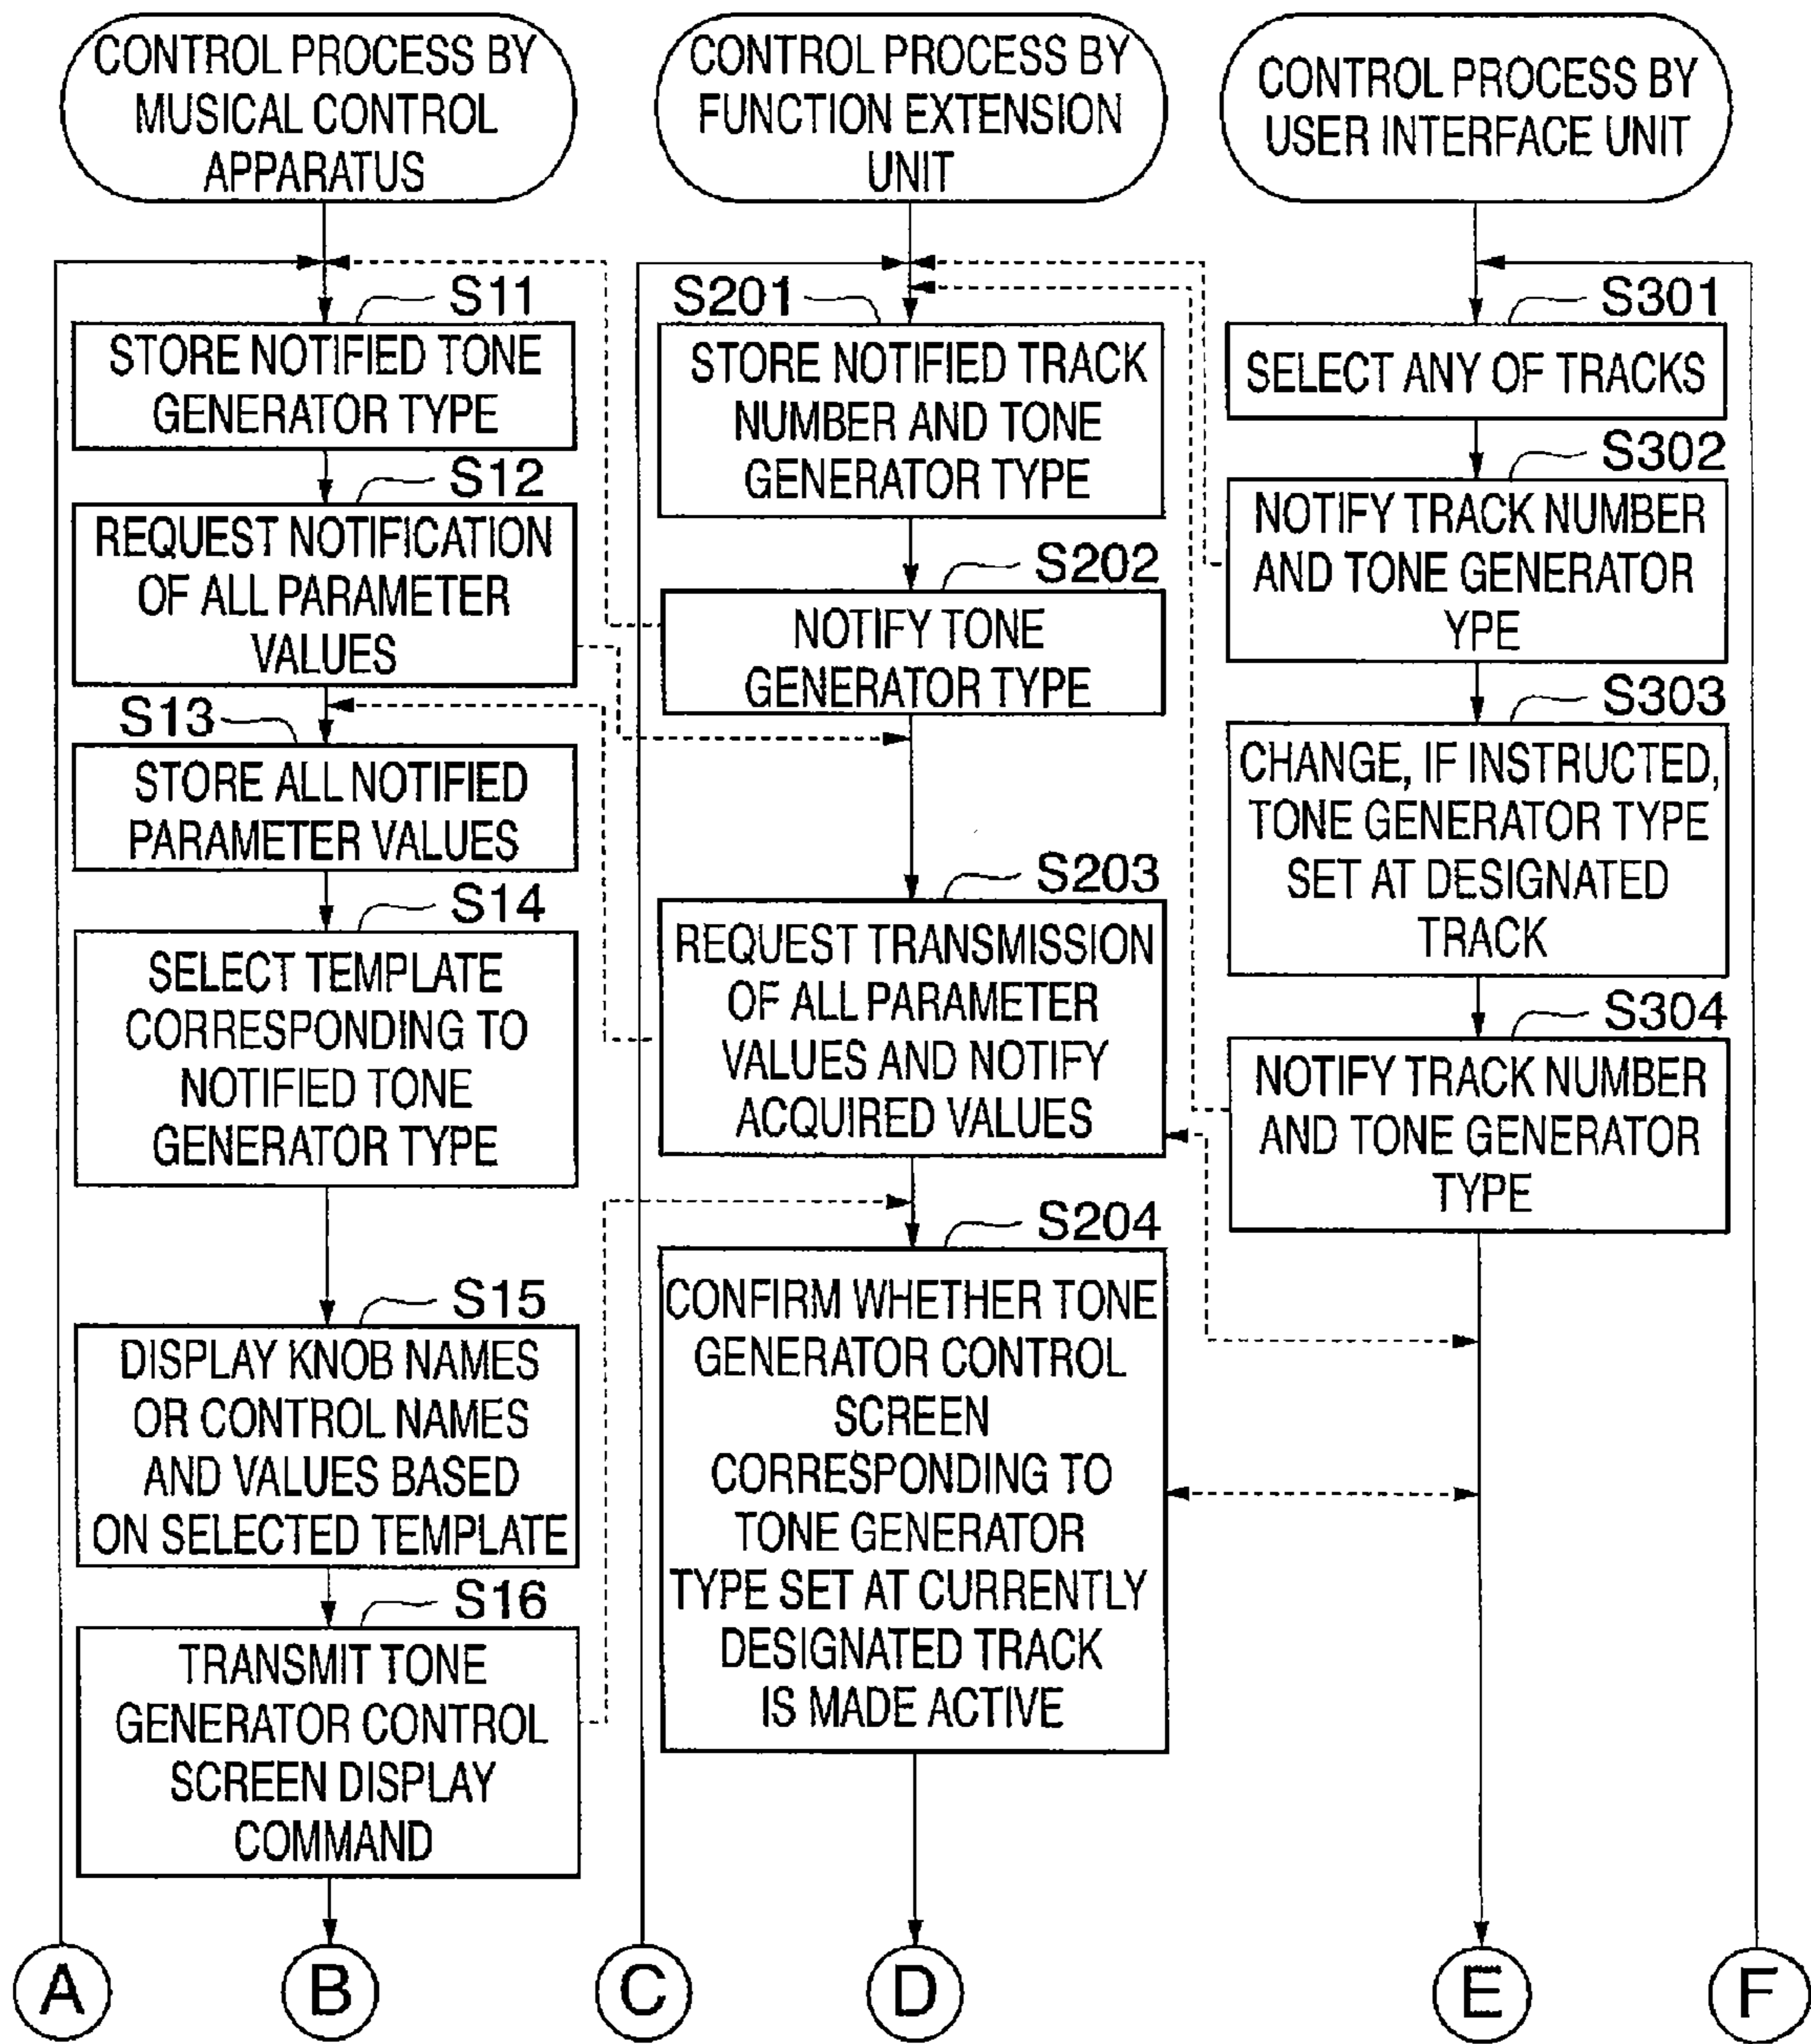 CONTROL PROCESS BY
MUSICAL CONTROL
APPARATUS
S11
STORE NOTIFIED TONE
GENERATOR TYPE
S12
REQUEST NOTIFICATION
OF ALL PARAMETER
VALUES
S13
STORE ALL NOTIFIED
PARAMETER VALUES
S14
SELECT TEMPLATE
CORRESPONDING TO
NOTIFIED TONE
GENERATOR TYPE
S15
DISPLAY KNOB NAMES
OR CONTROL NAMES
AND VALUES BASED
ON SELECTED TEMPLATE
S16
TRANSMIT TONE
GENERATOR CONTROL
SCREEN DISPLAY
COMMAND
A
B
CONTROL PROCESS BY
FUNCTION EXTENSION
UNIT
S201
STORE NOTIFIED TRACK
NUMBER AND TONE
GENERATOR TYPE
S202
NOTIFY TONE
GENERATOR TYPE
S203
REQUEST TRANSMISSION
OF ALL PARAMETER
VALUES AND NOTIFY
ACQUIRED VALUES
S204
CONFIRM WHETHER TONE
GENERATOR CONTROL
SCREEN
CORRESPONDING TO
TONE GENERATOR
TYPE SET AT CURRENTLY
DESIGNATED TRACK
IS MADE ACTIVE
C
D
CONTROL PROCESS BY
USER INTERFACE UNIT
S301
SELECT ANY OF TRACKS
S302
NOTIFY TRACK NUMBER
AND TONE GENERATOR
YPE
S303
CHANGE, IF INSTRUCTED,
TONE GENERATOR TYPE
SET AT DESIGNATED
TRACK
S304
NOTIFY TRACK NUMBER
AND TONE GENERATOR
TYPE
E
F